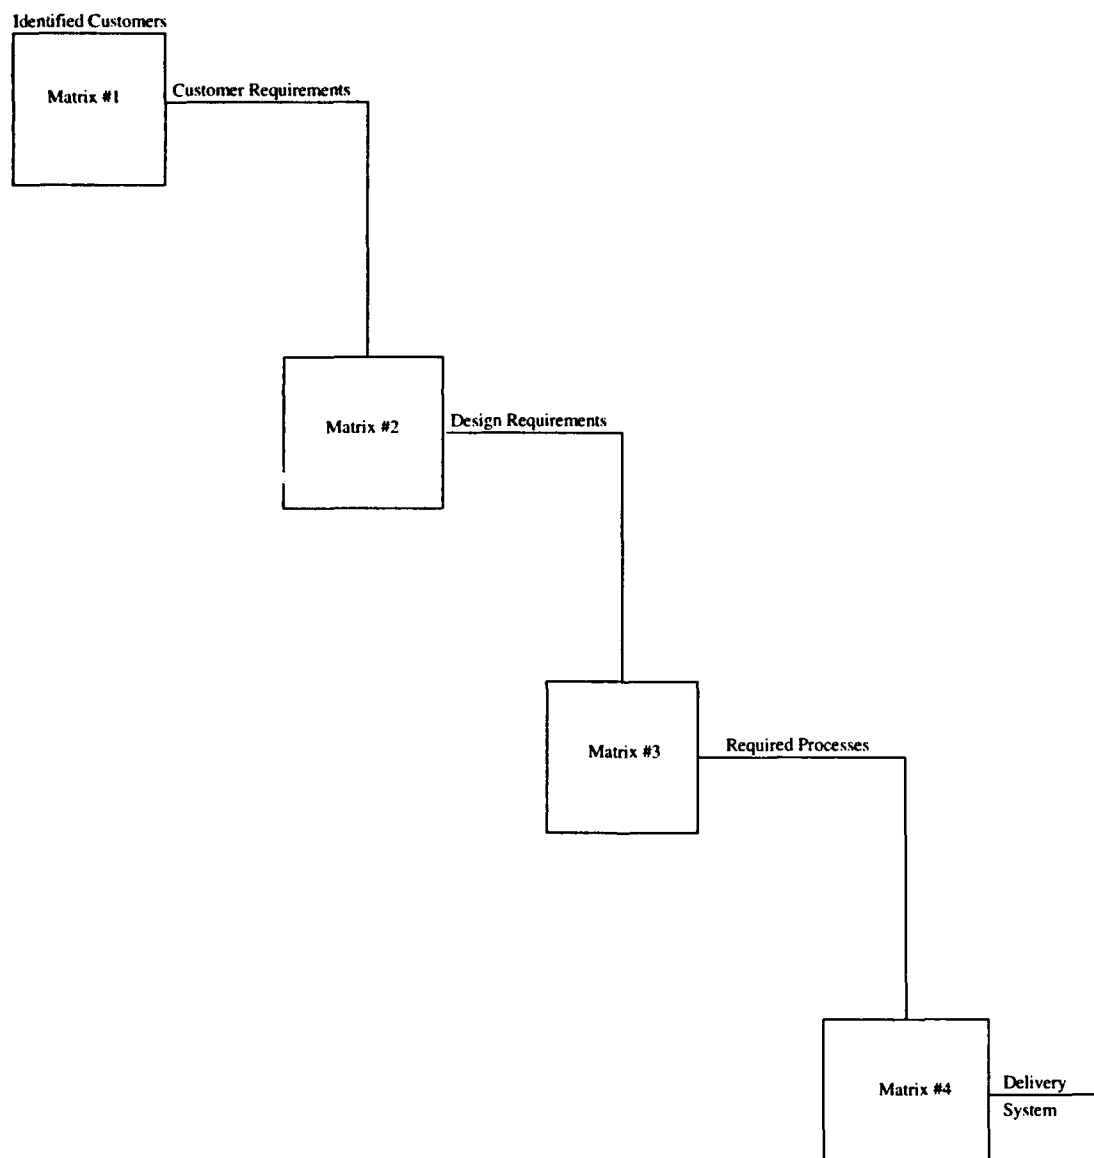 Identified Customers
Matrix #1
Customer Requirements
Matrix #2
Design Requirements
Matrix #3
Required Processes
Matrix #4
Delivery
System